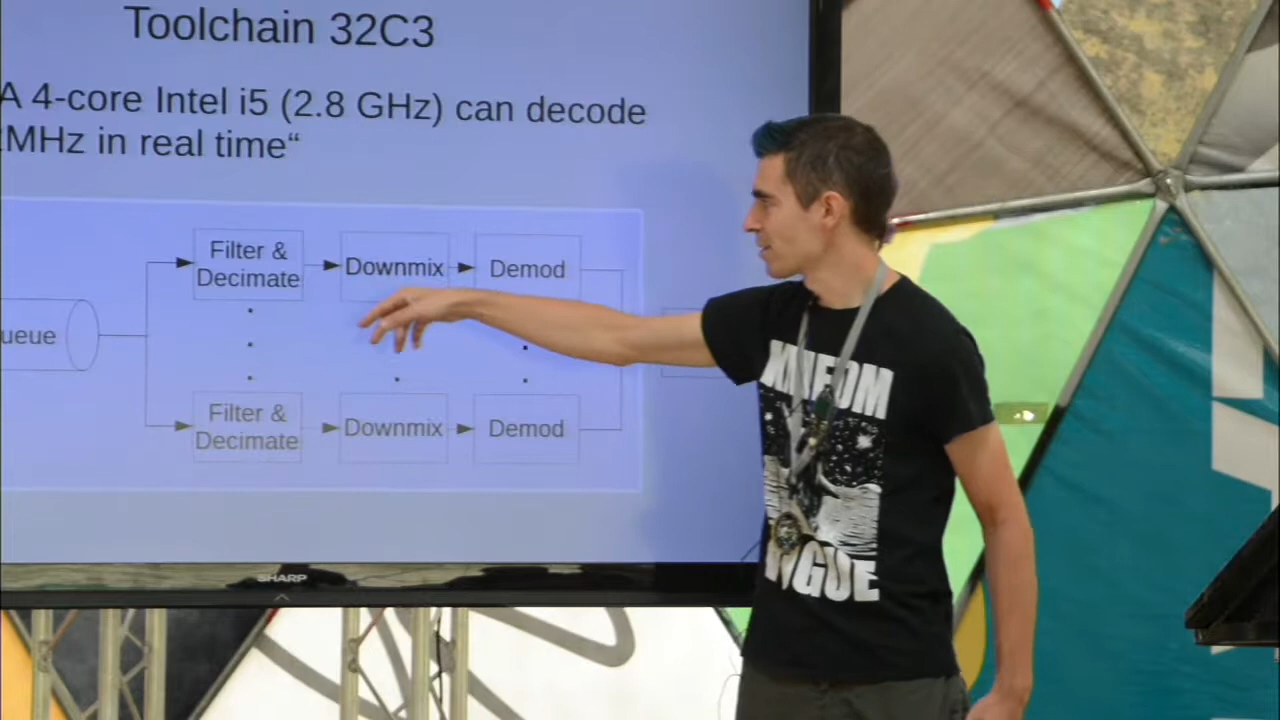 Toolchain 32C3
A 4-core Intel i5 (2.8 GHz) can decode
MHz in real time“
Filter &
Decimate
Downmix
Demod
ueue
Filter &
Decimate
Downmix
Demod
SHARP